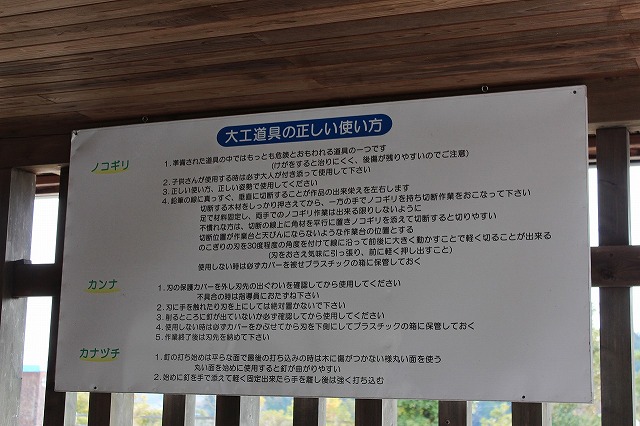 大工道具の正しい使い方
ノコギリ
1.準備された道具の中ではもっとも危険とおもわれる道具の一つです
(けがをすると治りにくく、後傷が残りやすいのでご注意)
2.子供さんが使用する時は必ず大人が付き添って使用して下さい
3.正しい使い方、正しい姿勢で使用してください
4.鉛筆の線に真っすぐ、垂直に切断することが作品の出来栄えを左右します
切断する木材をしっかり押さえてから、一方の手でノコギリを持ち切断作業をおこなって下さい
足で材料固定し、両手でのノコギリ作業は出来る限りしないように
不慣れな方は、切断の線上に角材を平行に置きノコギリを添えて切断すると切りやすい
切断位置が作業台と天びんにならないような作業台の位置とする
のこぎりの刃を30度程度の角度を付けて線に沿って前後に大きく動かすことで軽く切ることが出来る
(刃をおさえ気味に引っ張り、前に軽く押し出すこと)
使用しない時は必ずカバーを被せプラスチックの箱に保管しておく
カンナ
1.刃の保護カバーを外し刃先の出ぐわいを確認してから使用してください
不具合の時は指導員におたずね下さい
2.刃に手を触れたり刃を上にしては絶対置かないで下さい
3.削るところに釘が出ていないか必ず確認してから使用してください
4.使用しない時は必ずカバーをかぶせてから刃を下側にしてプラスチックの箱に保管しておく
5.作業終了後は刃先を納めて下さい
カナヅチ
1.釘の打ち始めは平らな面で最後の打ち込みの時は木に傷がつかない様丸い面を使う
丸い面を始めに使用すると釘が曲がりやすい
2.始めに釘を手で添えて軽く固定出来たら手を離し後は強く打ち込む